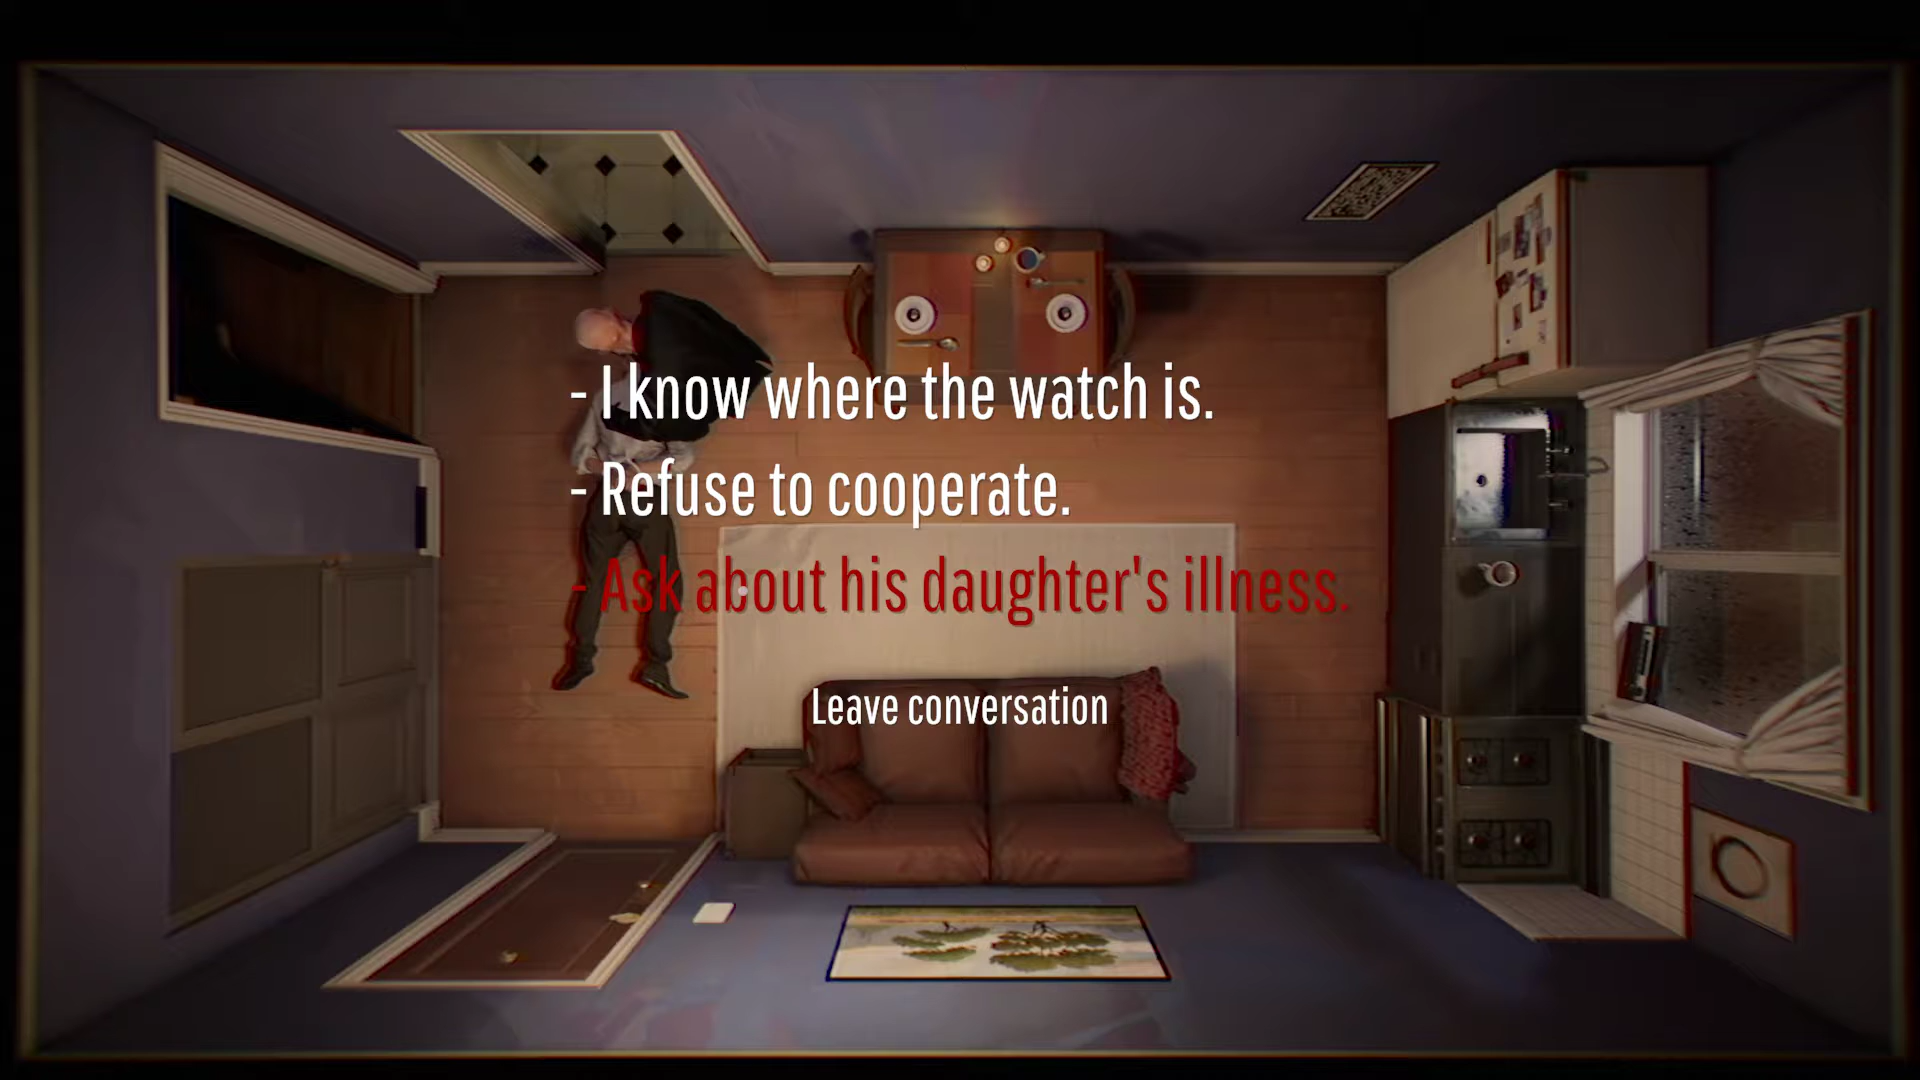 - I know where the watch is.
- Refuse to cooperate.
- Ask about his daughter's illness.
Leave conversation